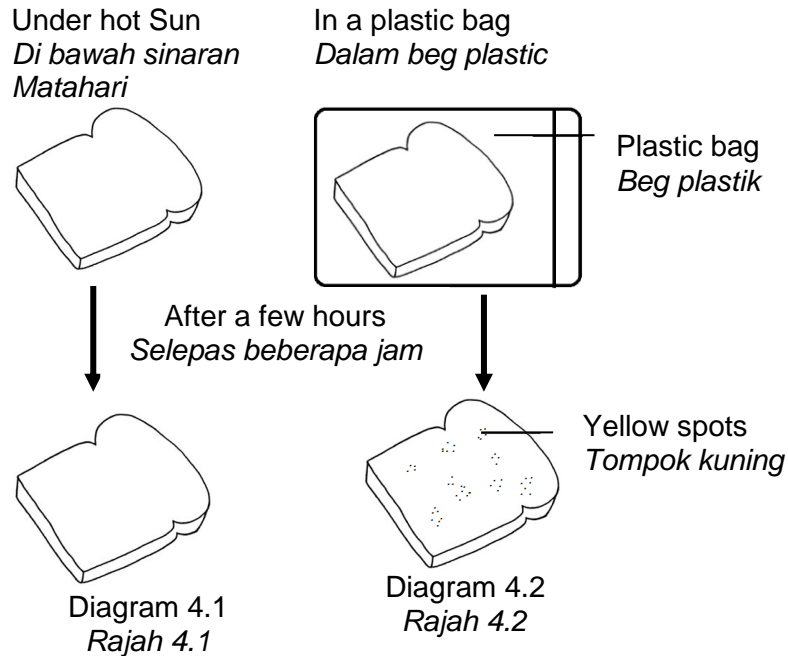 Under hot Sun
Di bawah sinaran
Matahari
In a plastic bag
Dalam beg plastic
Plastic bag
Beg plastik
After a few hours
Selepas beberapa jam
Yellow spots
Tompok kuning
Diagram 4.1
Rajah 4.1
Diagram 4.2
Rajah 4.2